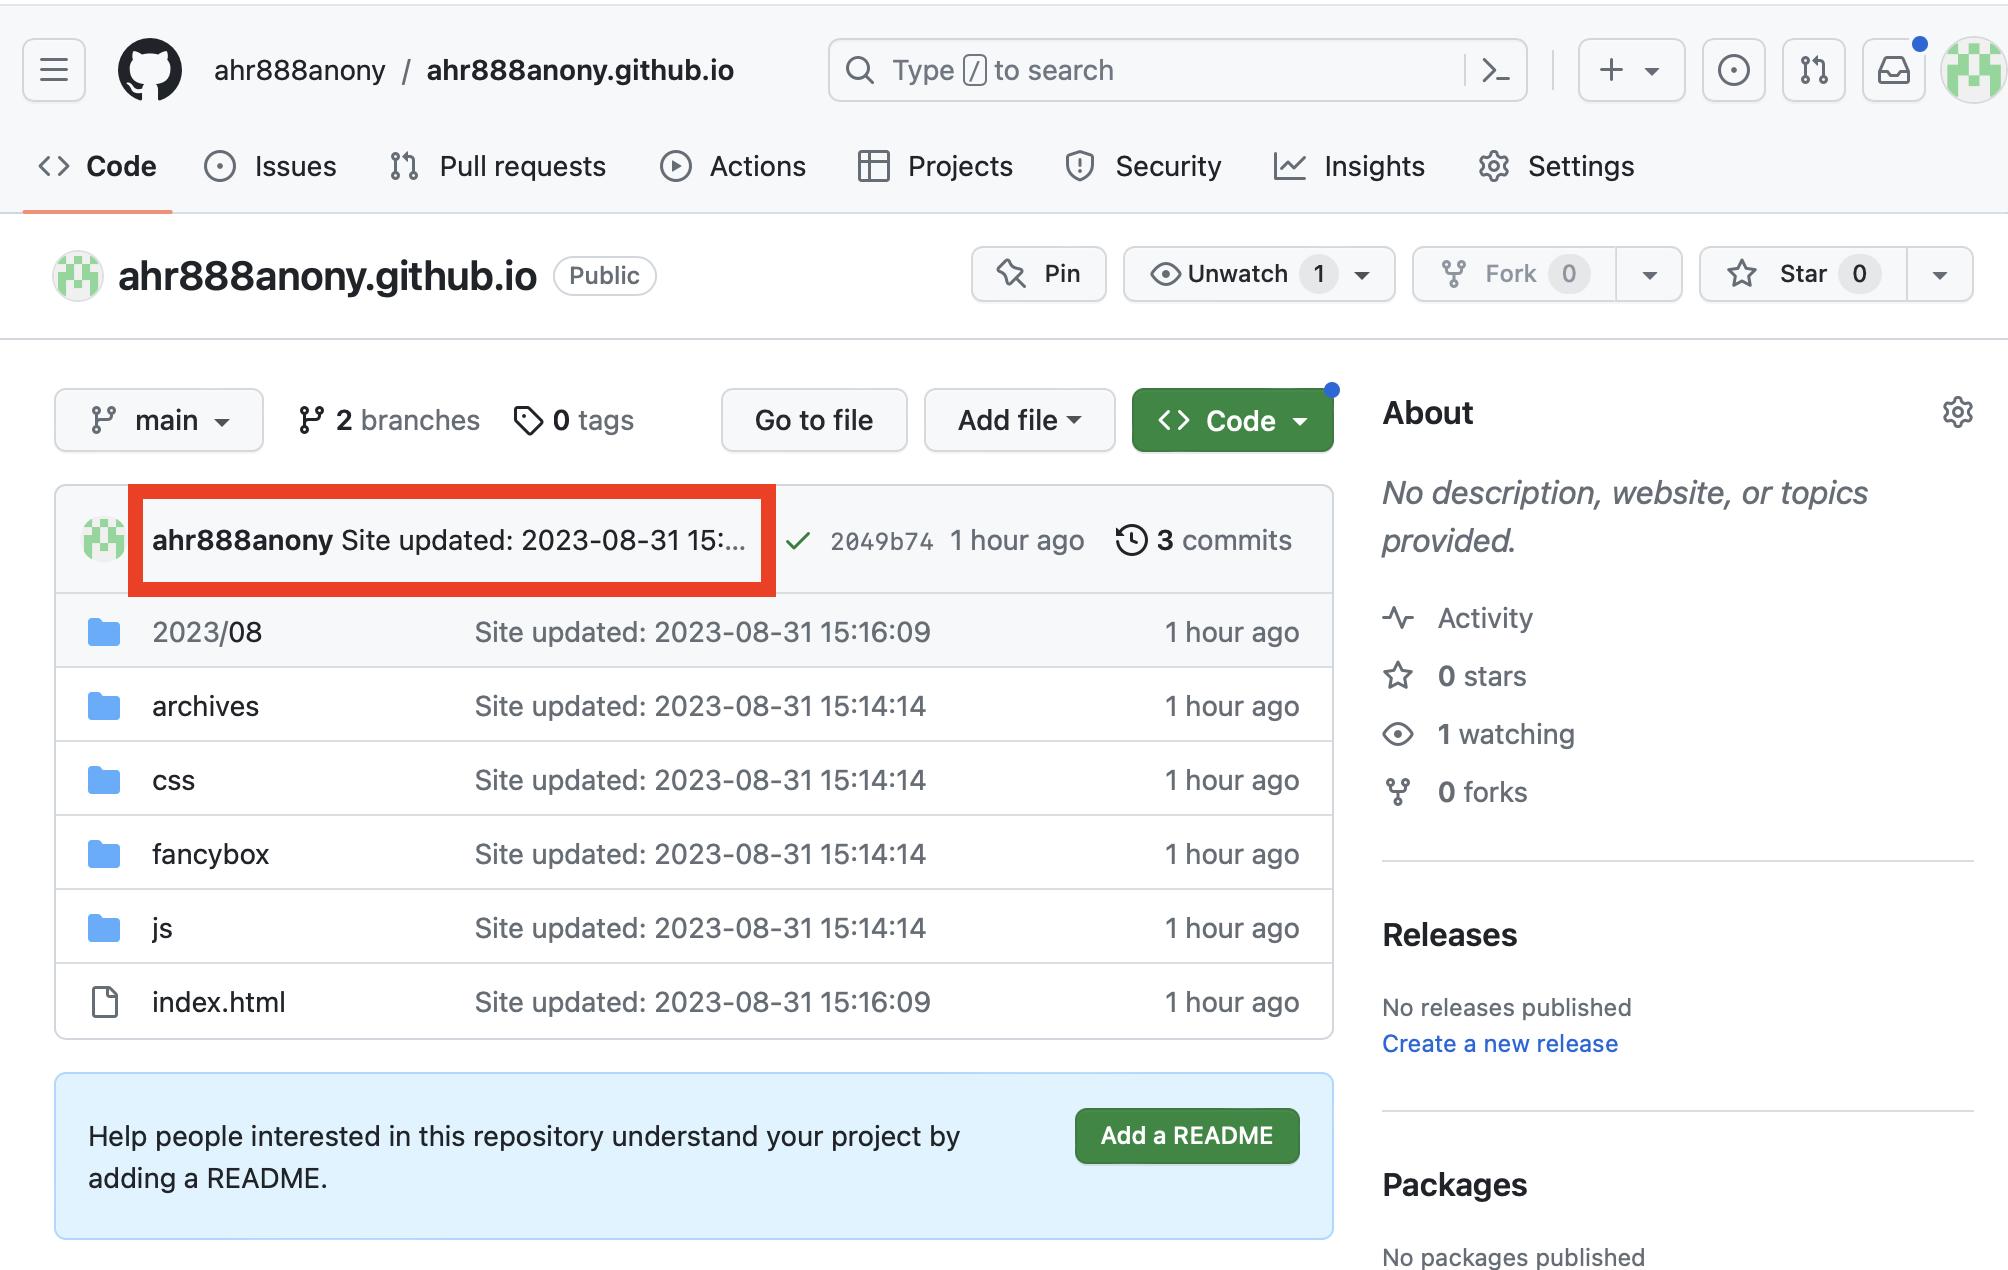 ahr888anony / ahr888anony.github.io
Type / to search
Code Issues Pull requests Actions Projects Security Insights Settings
ahr888anony.github.io Public
Pin Unwatch 1 Fork 0 Star 0
main 2 branches 0 tags Go to file Add file Code
ahr888anony Site updated: 2023-08-31 15:... 2049b74 1 hour ago 3 commits
2023/08 Site updated: 2023-08-31 15:16:09 1 hour ago
archives Site updated: 2023-08-31 15:14:14 1 hour ago
css Site updated: 2023-08-31 15:14:14 1 hour ago
fancybox Site updated: 2023-08-31 15:14:14 1 hour ago
js Site updated: 2023-08-31 15:14:14 1 hour ago
index.html Site updated: 2023-08-31 15:16:09 1 hour ago
Help people interested in this repository understand your project by
adding a README.
Add a README
About
No description, website, or topics
provided.
Activity
0 stars
1 watching
0 forks
Releases
No releases published
Create a new release
Packages
No packages published